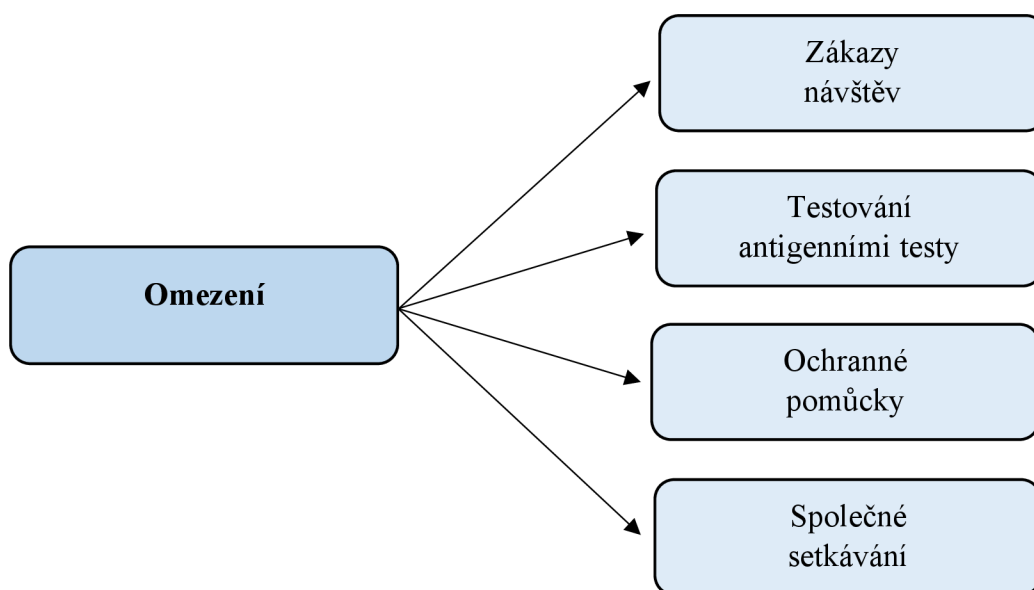 Omezení
Zákazy
návštěv
Testování
antigenními testy
Ochranné
pomůcky
Společné
setkávání